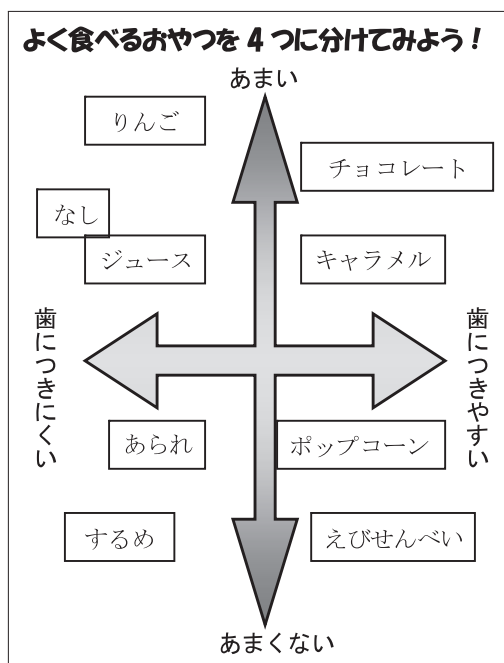 よく食べるおやつを4つに分けてみよう！
あまい
りんご
チョコレート
なし
ジュース
キャラメル
歯につきにくい
歯につきやすい
あられ
ポップコーン
するめ
えびせんべい
あまくない